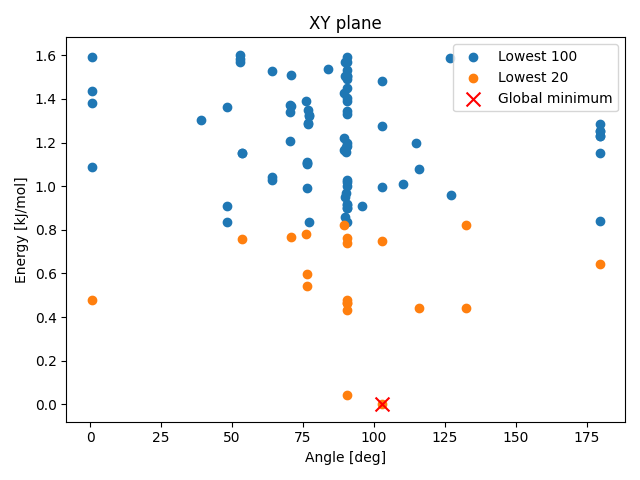 XY plane
Energy [kJ/mol]
1.6
1.4
1.2
1.0
0.8
0.6
0.4
0.2
0.0
Lowest 100
Lowest 20
Global minimum
0 25 50 75 100 125 150 175
Angle [deg]